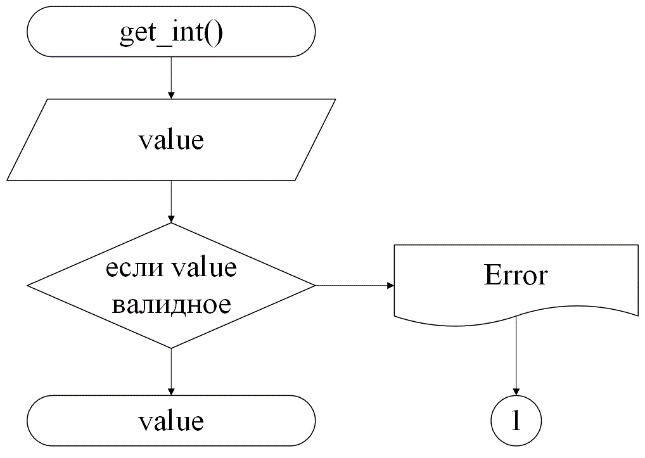 get_int()
value
если value
валидное
Error
value
1